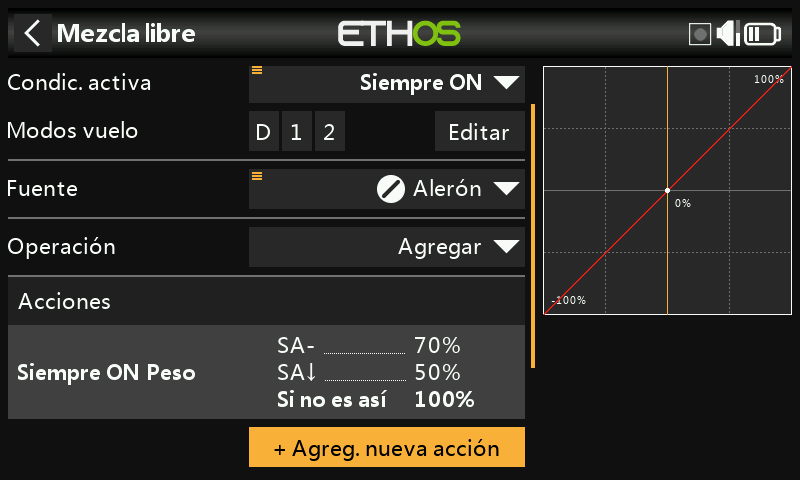 Mezcla libre
ETHOS
Condic. activa
Siempre ON
Modos vuelo
D 1 2
Editar
Fuente
Alerón
Operación
Agregar
Acciones
Siempre ON Peso
SA- 70%
SA↓ 50%
Si no es así 100%
+ Agreg. nueva acción
100%
0%
-100%